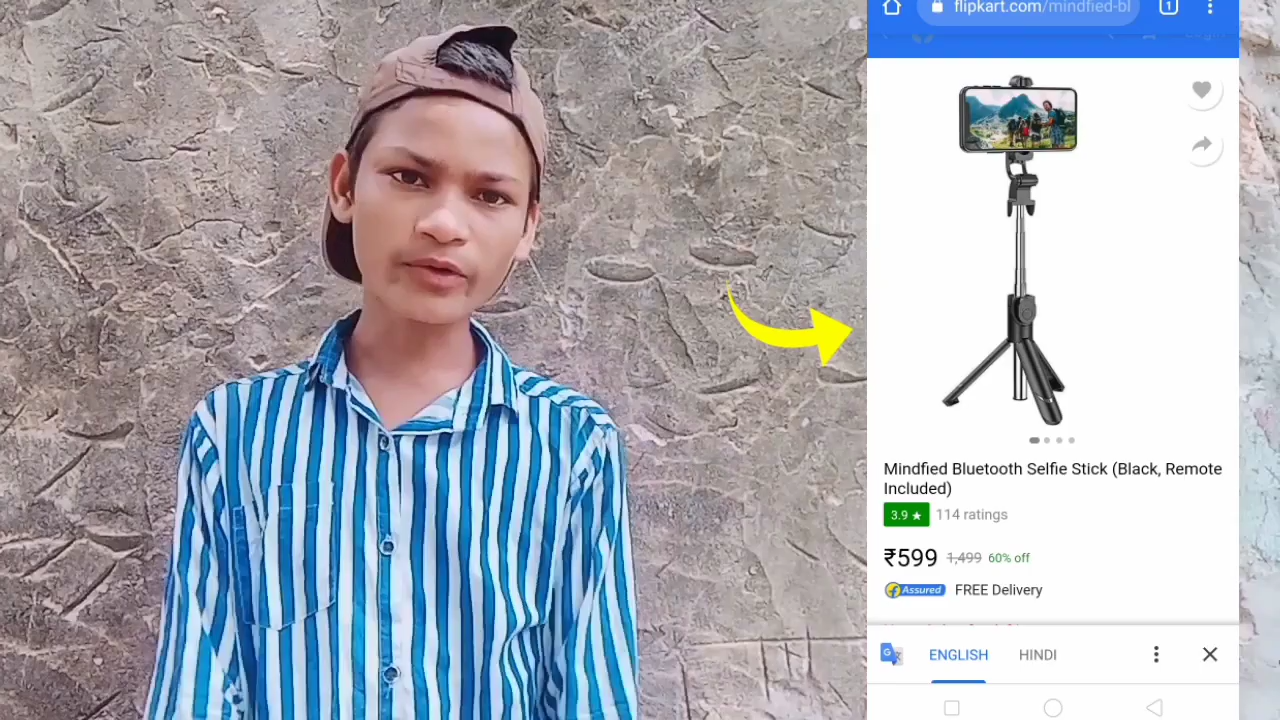 flipkart.com/mindfied-bl
1
Mindfied Bluetooth Selfie Stick (Black, Remote
Included)
3.9 ★ 114 ratings
₹599 1,499 60% off
Assured FREE Delivery
ENGLISH HINDI